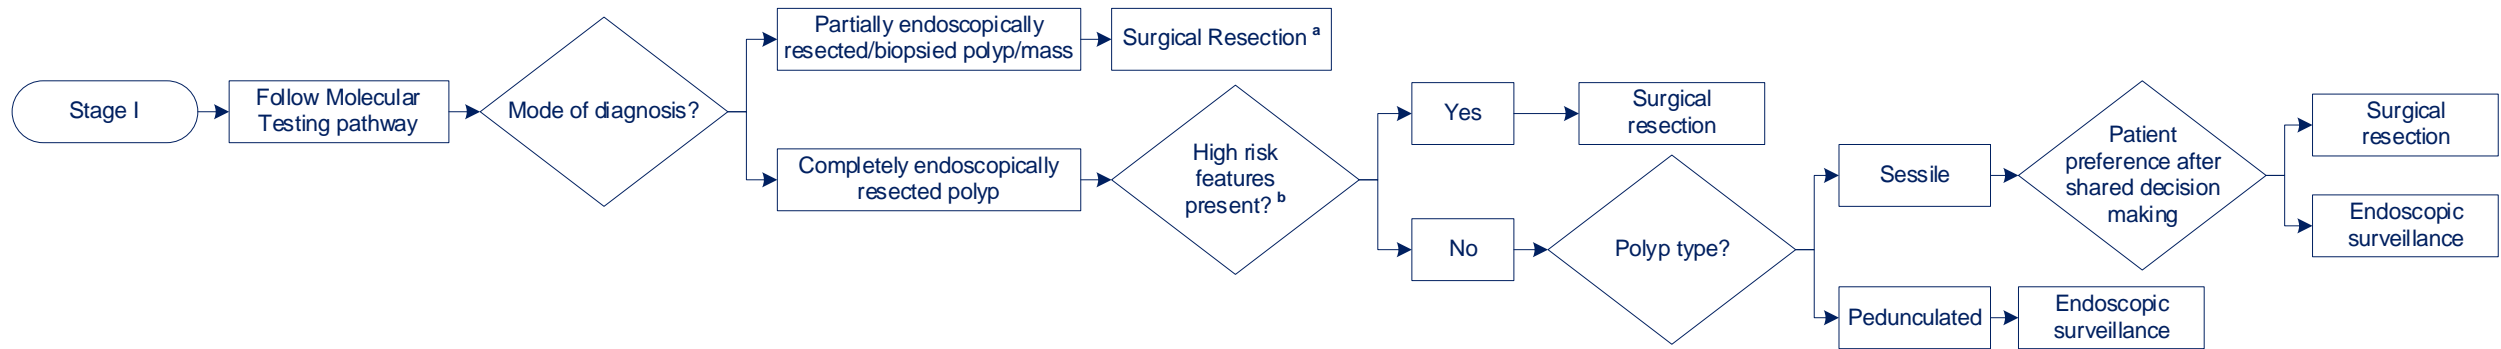 Stage I
Follow Molecular
Testing pathway
Mode of diagnosis?
Partially endoscopically
resected/biopsied polyp/mass
Surgical Resection a
Completely endoscopically
resected polyp
High risk
features
present? b
Yes
Surgical
resection
No
Polyp type?
Sessile
Patient
preference after
shared decision
making
Surgical
resection
Endoscopic
surveillance
Pedunculated
Endoscopic
surveillance